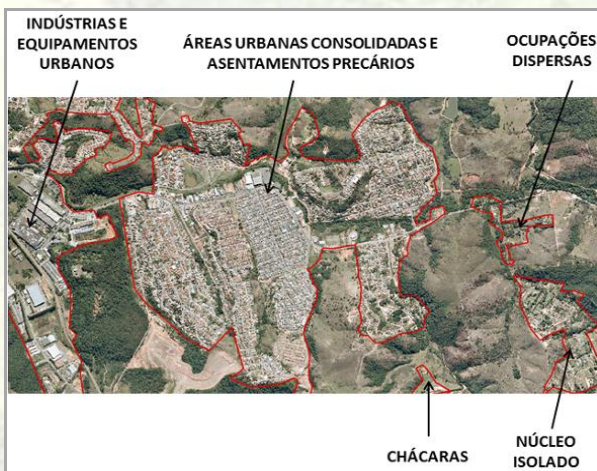 INDÚSTRIAS E
EQUIPAMENTOS
URBANOS
ÁREAS URBANAS CONSOLIDADAS E
ASENTAMENTOS PRECÁRIOS
OCUPAÇÕES
DISPERSAS
CHÁCARAS
NÚCLEO
ISOLADO